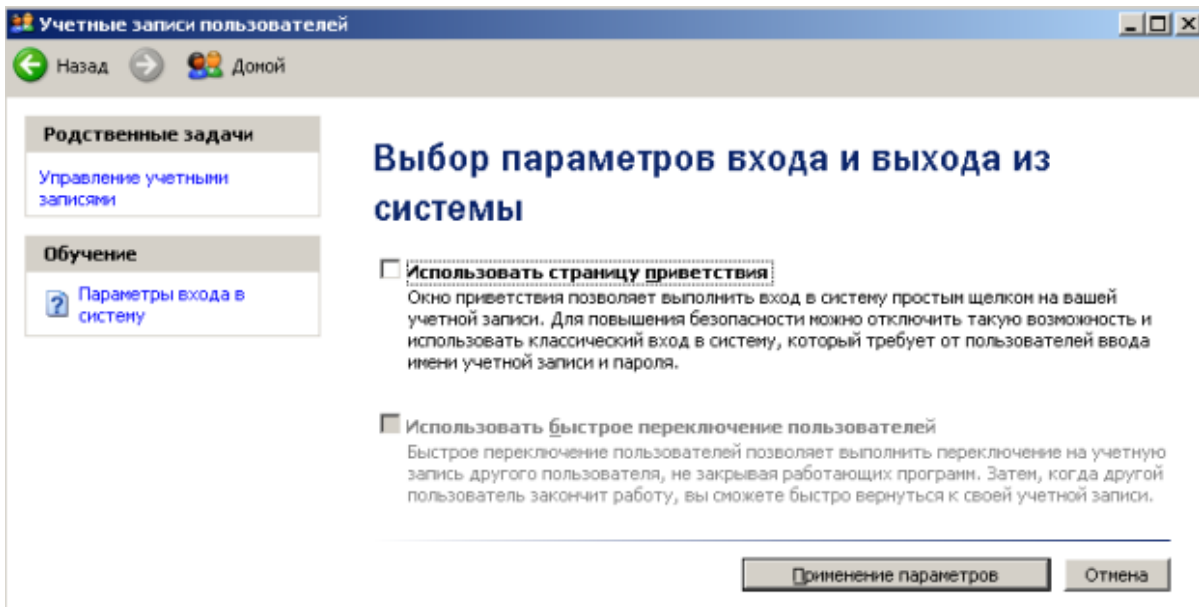 Учетные записи пользователей
Назад
Домой
Родственные задачи
Управление учетными
записями
Обучение
Параметры входа в
систему
Выбор параметров входа и выхода из
системы
Использовать страницу приветствия
Окно приветствия позволяет выполнить вход в систему простым щелком на вашей
учетной записи. Для повышения безопасности можно отключить такую возможность и
использовать классический вход в систему, который требует от пользователей ввода
имени учетной записи и пароля.
Использовать быстрое переключение пользователей
Быстрое переключение пользователей позволяет выполнить переключение на учетную
запись другого пользователя, не закрывая работающих программ. Затем, когда другой
пользователь закончит работу, вы сможете быстро вернуться к своей учетной записи.
Применение параметров
Отмена